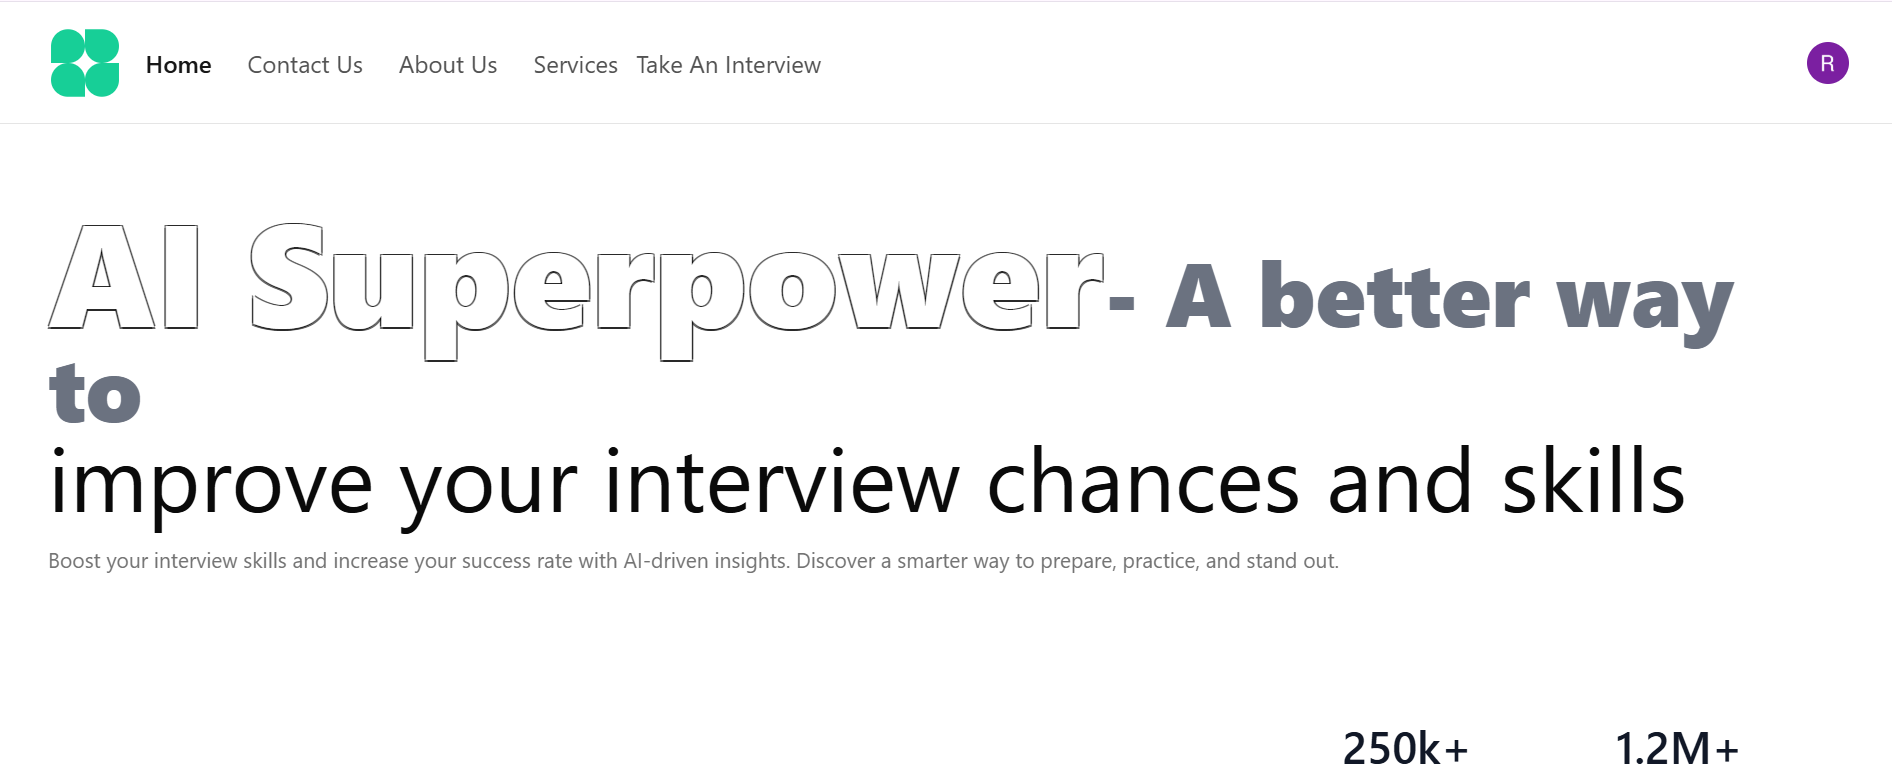 Home Contact Us About Us Services Take An Interview R
AI Superpower- A better way
to
improve your interview chances and skills
Boost your interview skills and increase your success rate with AI-driven insights. Discover a smarter way to prepare, practice, and stand out.
250k+ 1.2M+